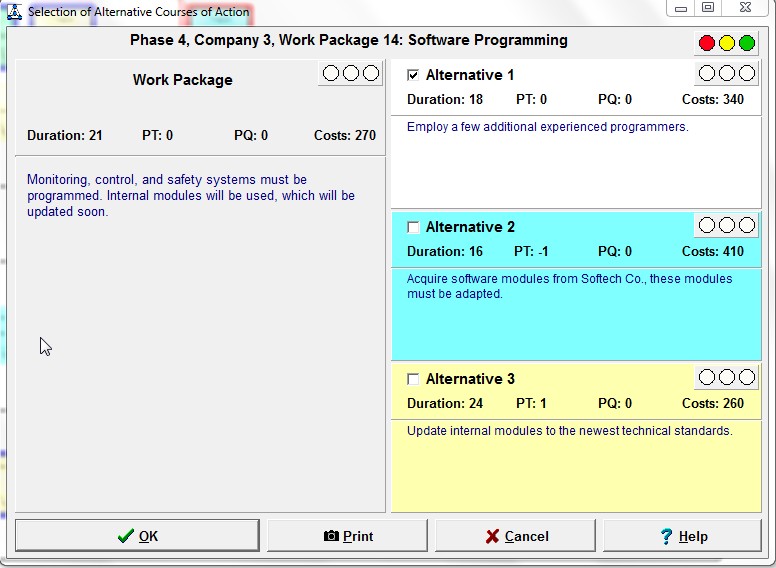 Selection of Alternative Courses of Action
Phase 4, Company 3, Work Package 14: Software Programming
Work Package
Duration: 21 PT: 0 PQ: 0 Costs: 270
Monitoring, control, and safety systems must be
programmed. Internal modules will be used, which will be
updated soon.
Alternative 1
Duration: 18 PT: 0 PQ: 0 Costs: 340
Employ a few additional experienced programmers.
Alternative 2
Duration: 16 PT: -1 PQ: 0 Costs: 410
Acquire software modules from Softech Co., these modules
must be adapted.
Alternative 3
Duration: 24 PT: 1 PQ: 0 Costs: 260
Update internal modules to the newest technical standards.
OK Print Cancel ? Help